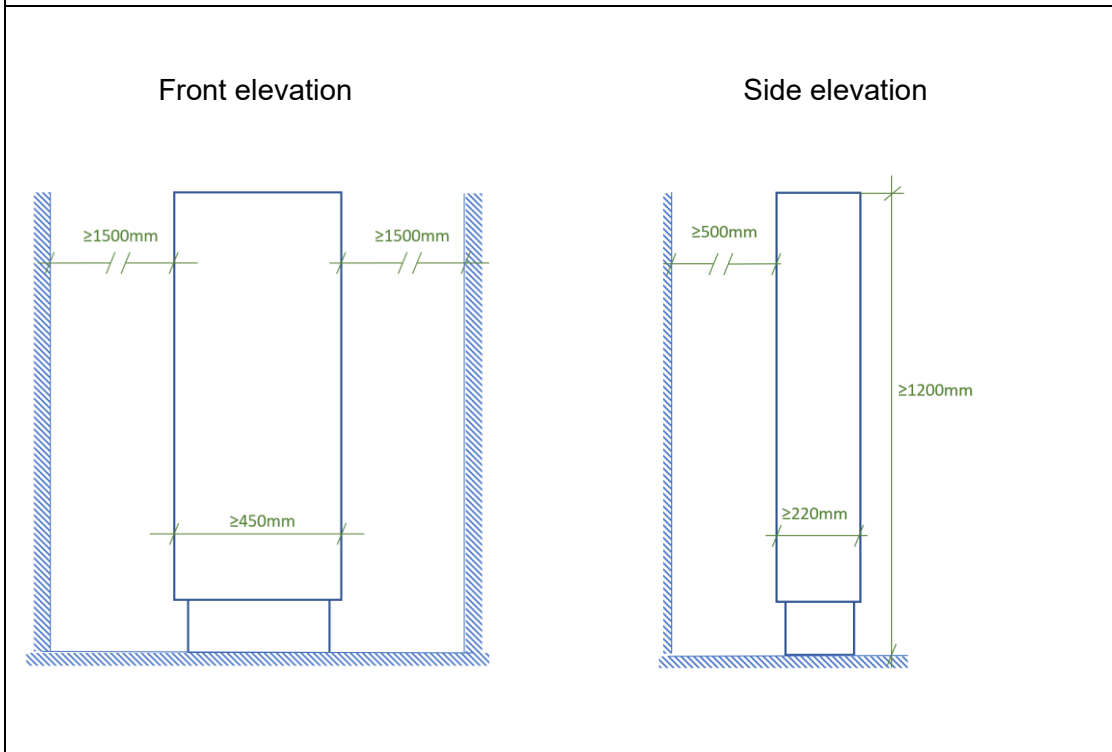 Front elevation
Side elevation
≥1500mm
≥1500mm
≥500mm
≥1200mm
≥450mm
≥220mm